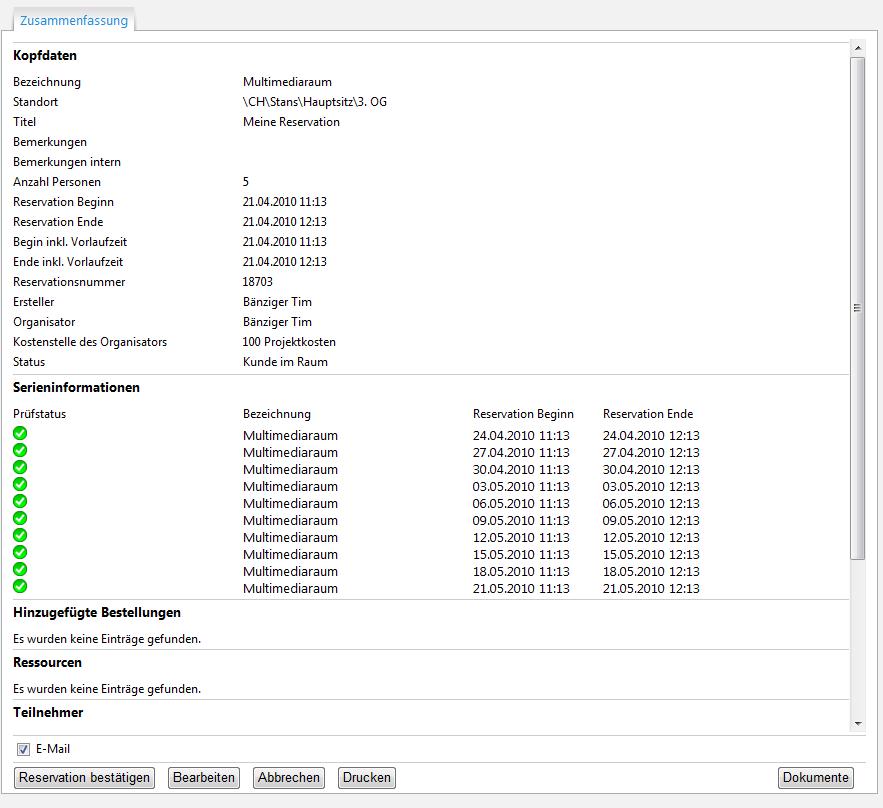 Zusammenfassung
Kopfdaten
Bezeichnung Multimediaraum
Standort \CH\Stans\Hauptsitz\3. OG
Titel Meine Reservation
Bemerkungen
Bemerkungen intern
Anzahl Personen 5
Reservation Beginn 21.04.2010 11:13
Reservation Ende 21.04.2010 12:13
Begin inkl. Vorlaufzeit 21.04.2010 11:13
Ende inkl. Vorlaufzeit 21.04.2010 12:13
Reservationsnummer 18703
Ersteller Bänziger Tim
Organisator Bänziger Tim
Kostenstelle des Organisators 100 Projektkosten
Status Kunde im Raum
Serieninformationen
Prüfstatus Bezeichnung Reservation Beginn Reservation Ende
Multimediaraum 24.04.2010 11:13 24.04.2010 12:13
Multimediaraum 27.04.2010 11:13 27.04.2010 12:13
Multimediaraum 30.04.2010 11:13 30.04.2010 12:13
Multimediaraum 03.05.2010 11:13 03.05.2010 12:13
Multimediaraum 06.05.2010 11:13 06.05.2010 12:13
Multimediaraum 09.05.2010 11:13 09.05.2010 12:13
Multimediaraum 12.05.2010 11:13 12.05.2010 12:13
Multimediaraum 15.05.2010 11:13 15.05.2010 12:13
Multimediaraum 18.05.2010 11:13 18.05.2010 12:13
Multimediaraum 21.05.2010 11:13 21.05.2010 12:13
Hinzugefügte Bestellungen
Es wurden keine Einträge gefunden.
Ressourcen
Es wurden keine Einträge gefunden.
Teilnehmer
E-Mail
Reservation bestätigen Bearbeiten Abbrechen Drucken Dokumente